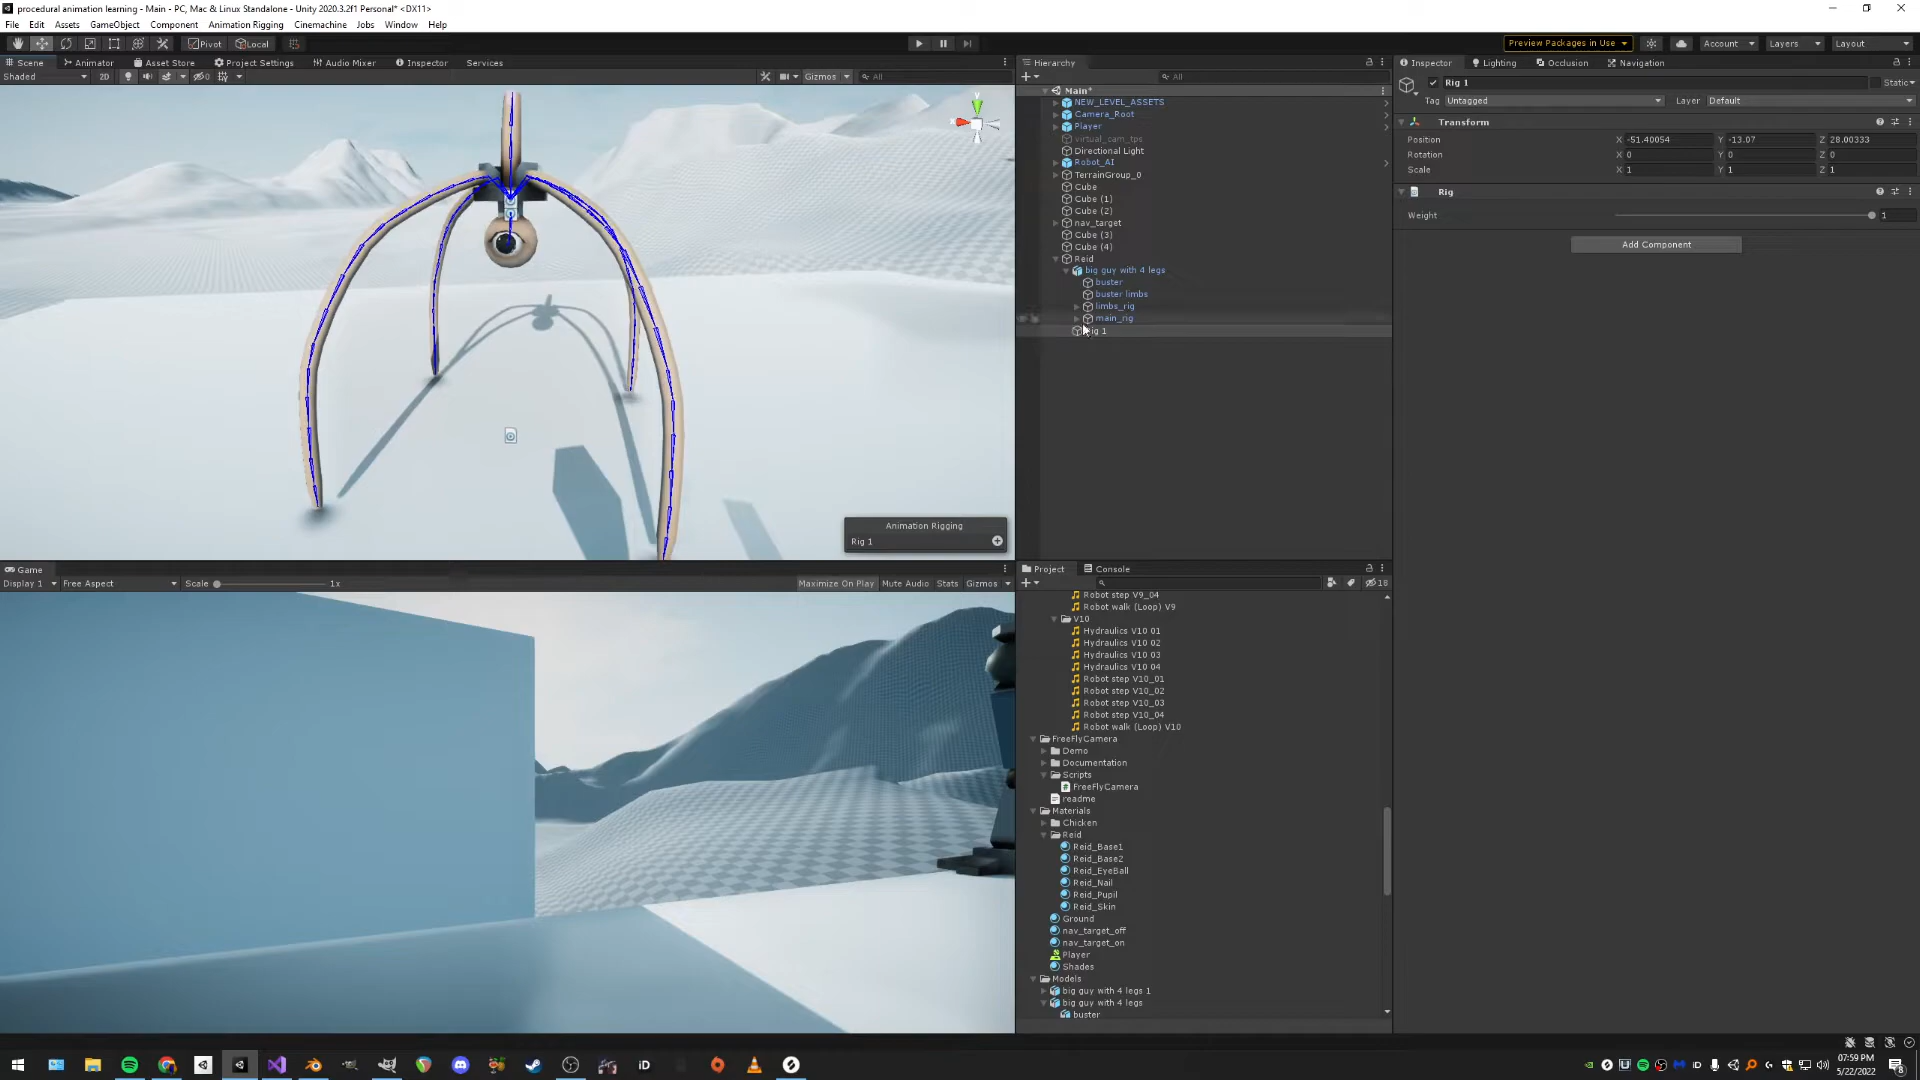 procedural animation learning - Main - PC, Mac & Linux Standalone - Unity 2020.3.2f1 Personal* <DX11>
File Edit Assets GameObject Component Animation Rigging Cinemachine Jobs Window Help
Pivot Local Preview Packages in Use Account Layers Layout
Scene Animator Asset Store Project Settings Audio Mixer Inspector Services
Shaded 2D 0 Gizmos All
Animation Rigging
Rig 1
Hierarchy
All
Main*
NEW_LEVEL_ASSETS
Camera_Root
Player
virtual_cam_tps
Directional Light
Robot_AI
TerrainGroup_0
Cube
Cube (1)
Cube (2)
nav_target
Cube (3)
Cube (4)
Reid
big guy with 4 legs
buster
buster limbs
limbs_rig
main_rig
Rig 1
Inspector Lighting Occlusion Navigation
Rig 1 Static
Tag Untagged Layer Default
Transform
Position X -51.40054 Y -13.07 Z 28.00333
Rotation X 0 Y 0 Z 0
Scale X 1 Y 1 Z 1
Rig
Weight 1
Add Component
Game
Display 1 Free Aspect Scale 1x Maximize On Play Mute Audio Stats Gizmos
Project Console
18
Robot step V9_04
Robot walk (Loop) V9
V10
Hydraulics V10 01
Hydraulics V10 02
Hydraulics V10 03
Hydraulics V10 04
Robot step V10_01
Robot step V10_02
Robot step V10_03
Robot step V10_04
Robot walk (Loop) V10
FreeFlyCamera
Demo
Documentation
Scripts
FreeFlyCamera
readme
Materials
Chicken
Reid
Reid_Base1
Reid_Base2
Reid_EyeBall
Reid_Nail
Reid_Pupil
Reid_Skin
Ground
nav_target_off
nav_target_on
Player
Shades
Models
big guy with 4 legs 1
big guy with 4 legs
buster
07:59 PM
5/22/2022